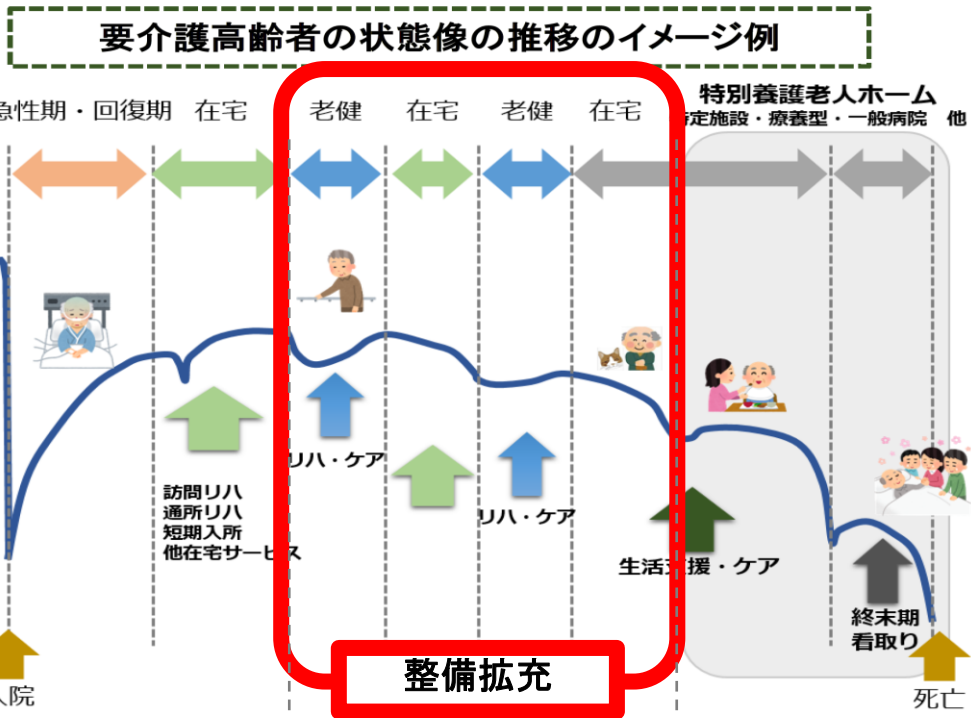 要介護高齢者の状態像の推移のイメージ例
急性期・回復期
在宅
老健
在宅
老健
在宅
特別養護老人ホーム
定施設・療養型・一般病院 他
リハ・ケア
訪問リハ
通所リハ
短期入所
他在宅サービス
リハ・ケア
生活支援・ケア
終末期
看取り
整備拡充
入院
死亡